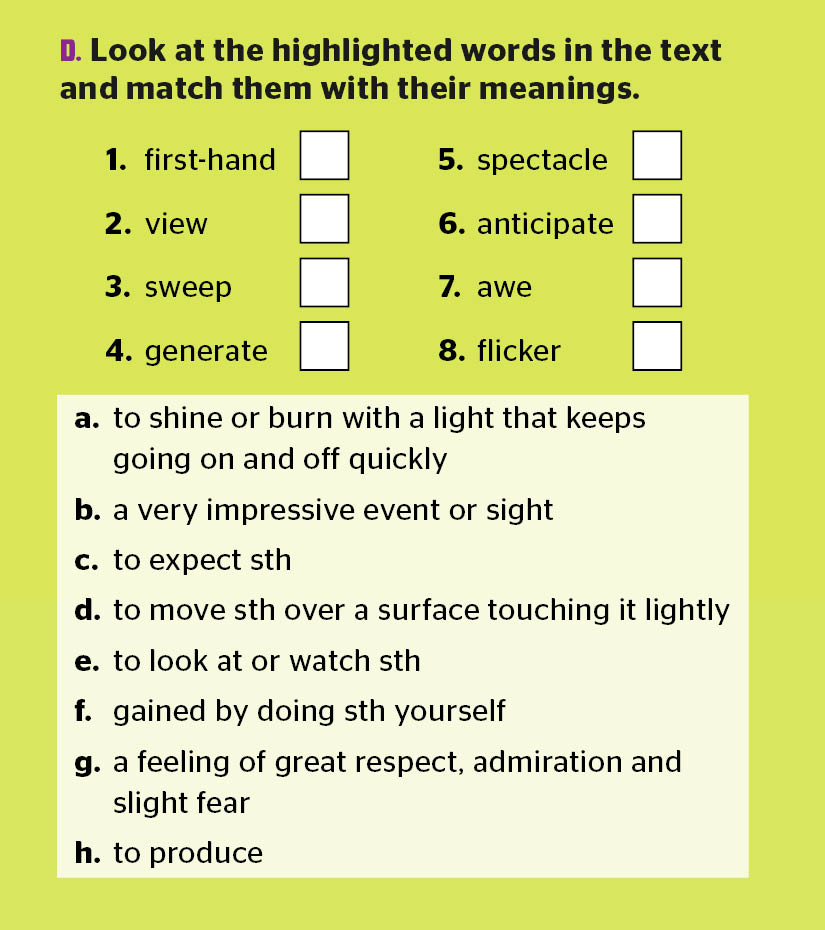 D. Look at the highlighted words in the text
and match them with their meanings.
1. first-hand
2. view
3. sweep
4. generate
5. spectacle
6. anticipate
7. awe
8. flicker
a. to shine or burn with a light that keeps
going on and off quickly
b. a very impressive event or sight
c. to expect sth
d. to move sth over a surface touching it lightly
e. to look at or watch sth
f. gained by doing sth yourself
g. a feeling of great respect, admiration and
slight fear
h. to produce